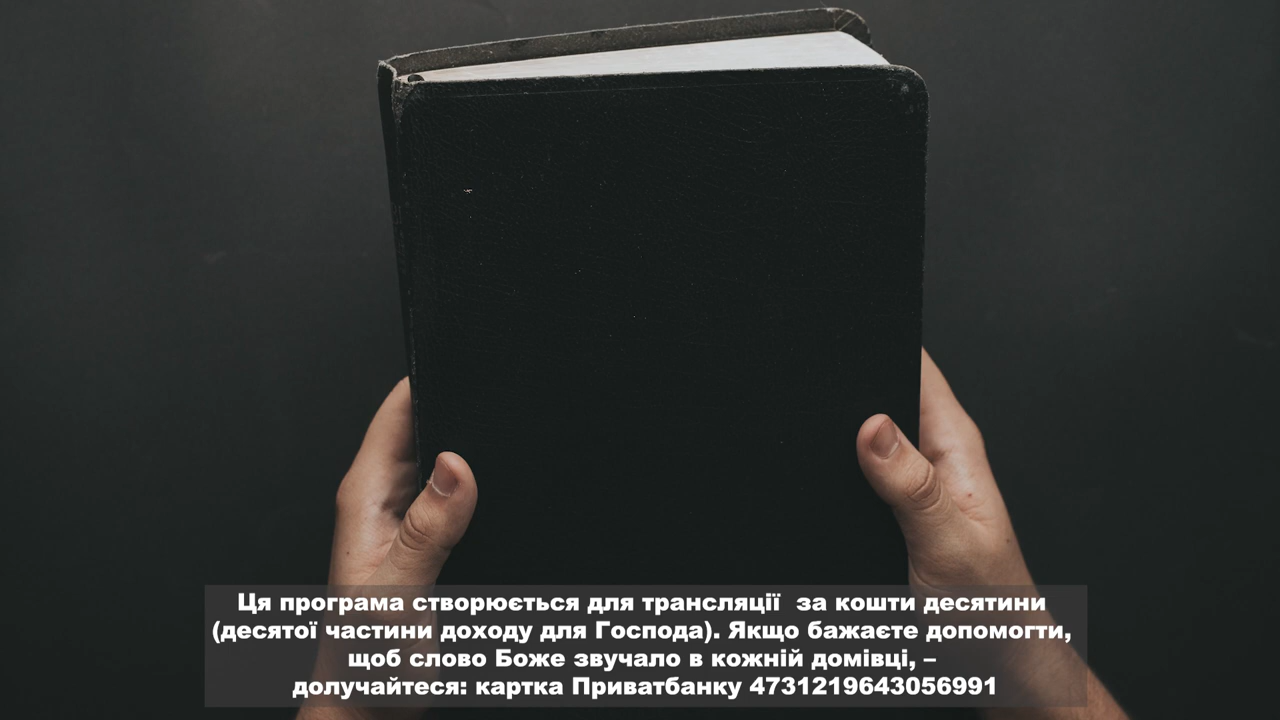 Ця програма створюється для трансляції  за кошти десятини
(десятої частини доходу для Господа). Якщо бажаєте допомогти,
щоб слово Боже звучало в кожній домівці, –
долучайтеся: картка Приватбанку 4731219643056991